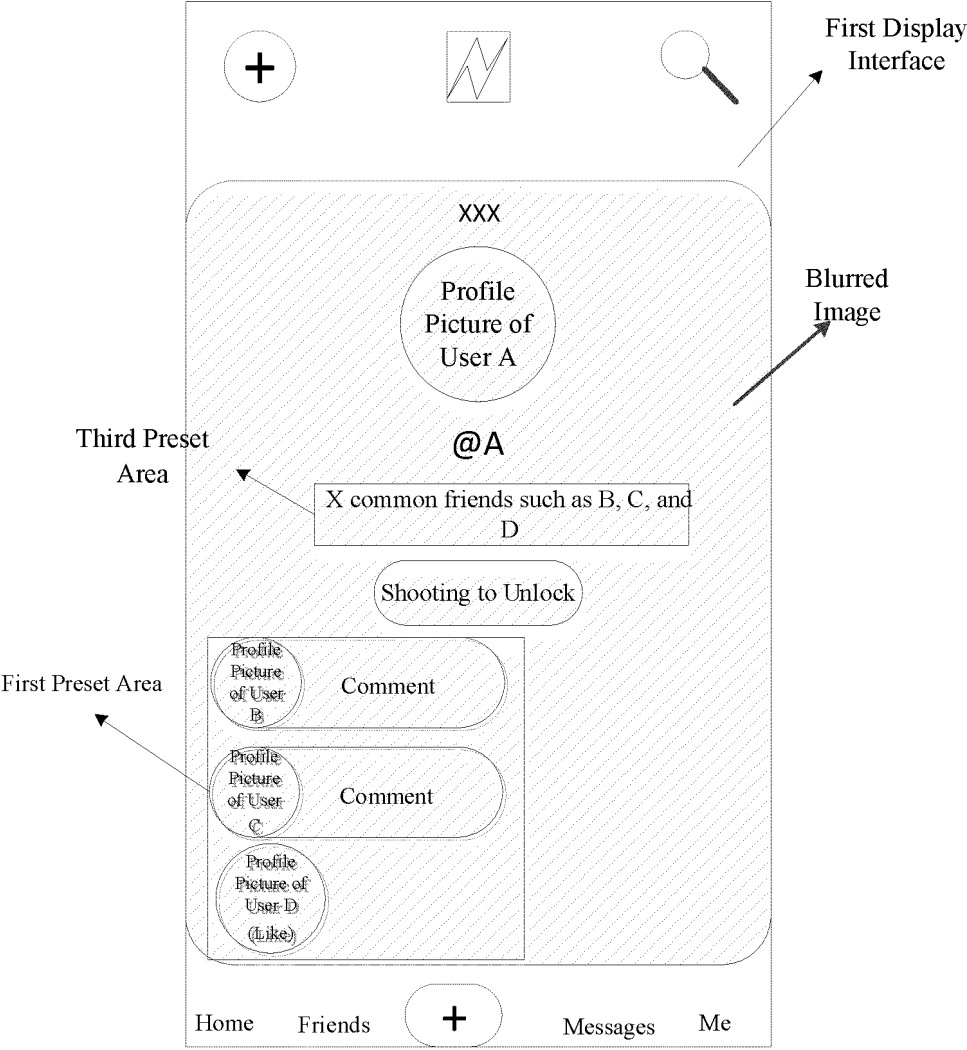 +
First Display
Interface
XXX
Profile
Picture of
User A
Blurred
Image
@A
Third Preset
Area
X common friends such as B, C, and
D
Shooting to Unlock
First Preset Area
Profile
Picture
of User
B
Comment
Profile
Picture
of User
C
Comment
Profile
Picture of
User D
(Like)
Home
Friends
+
Messages
Me